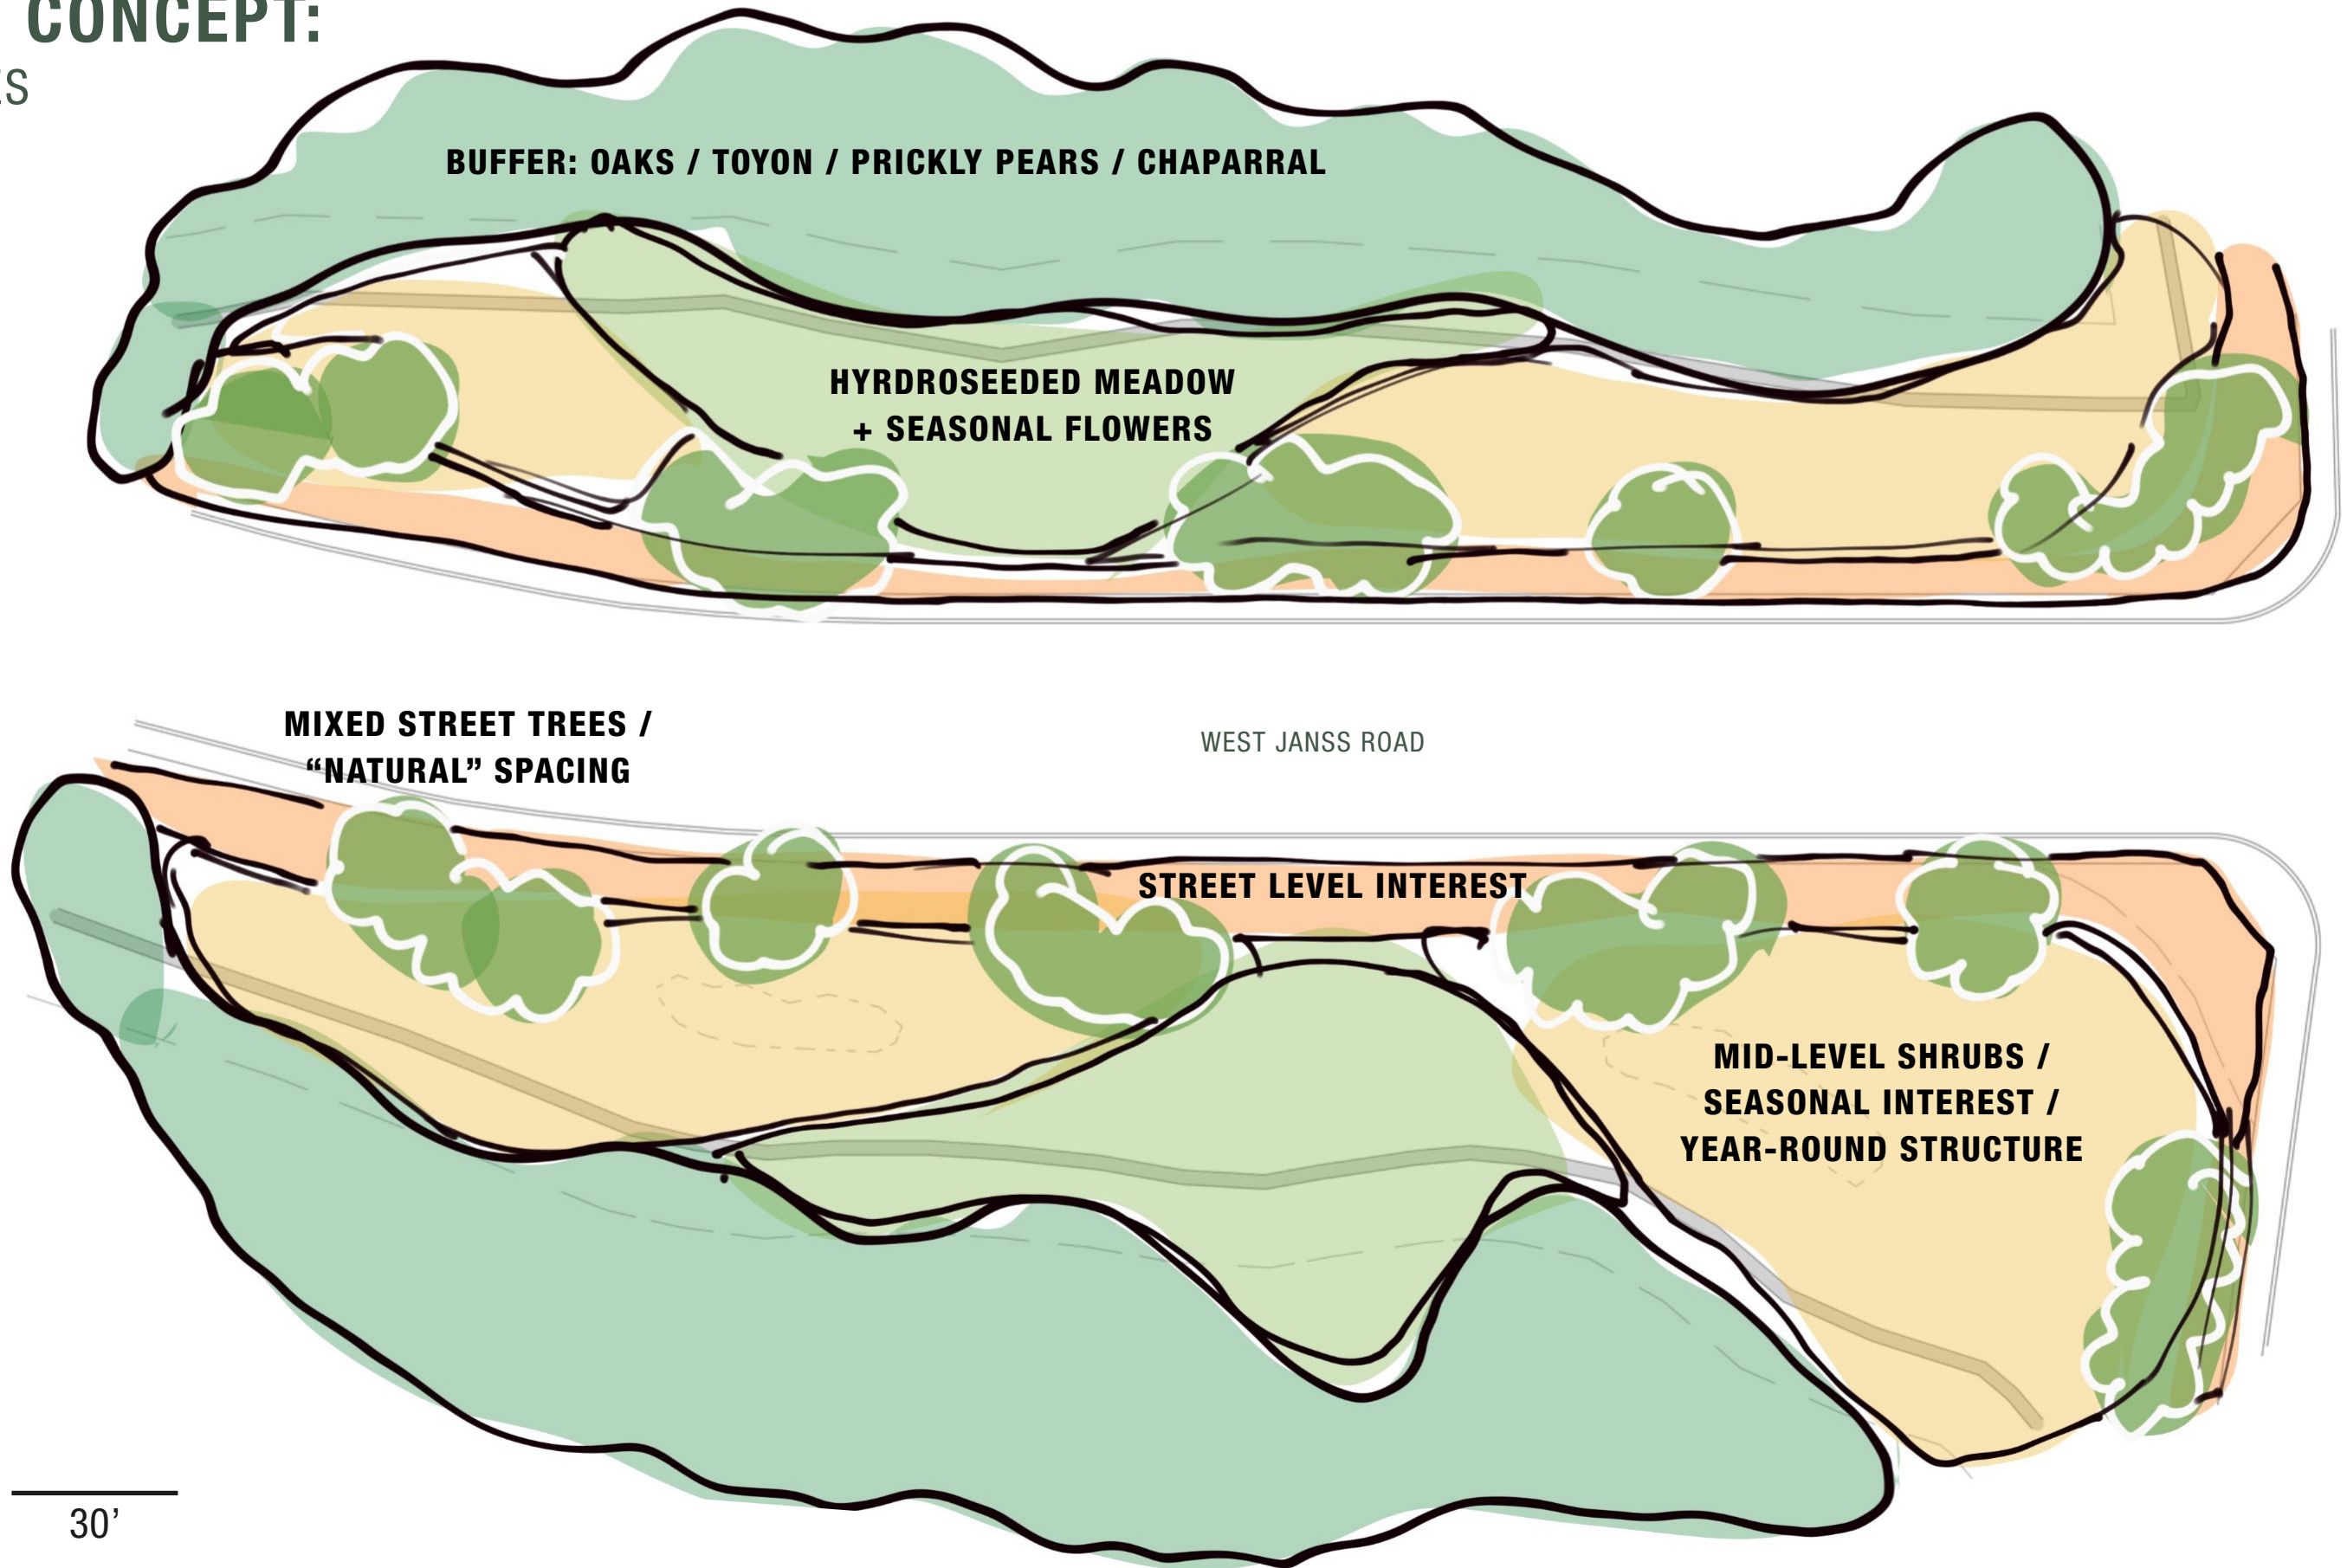 CONCEPT:
ES
BUFFER: OAKS / TOYON / PRICKLY PEARS / CHAPARRAL
HYRDROSEEDED MEADOW
+ SEASONAL FLOWERS
MIXED STREET TREES /
“NATURAL” SPACING
WEST JANSS ROAD
STREET LEVEL INTEREST
MID-LEVEL SHRUBS /
SEASONAL INTEREST /
YEAR-ROUND STRUCTURE
30’